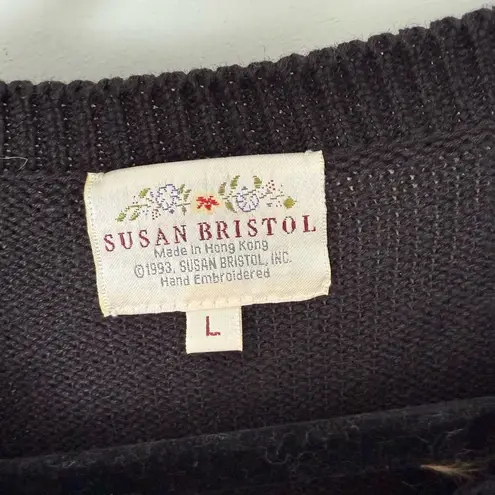 SUSAN BRISTOL
Made in Hong Kong
©1993, SUSAN BRISTOL, INC.
Hand Embroidered
L